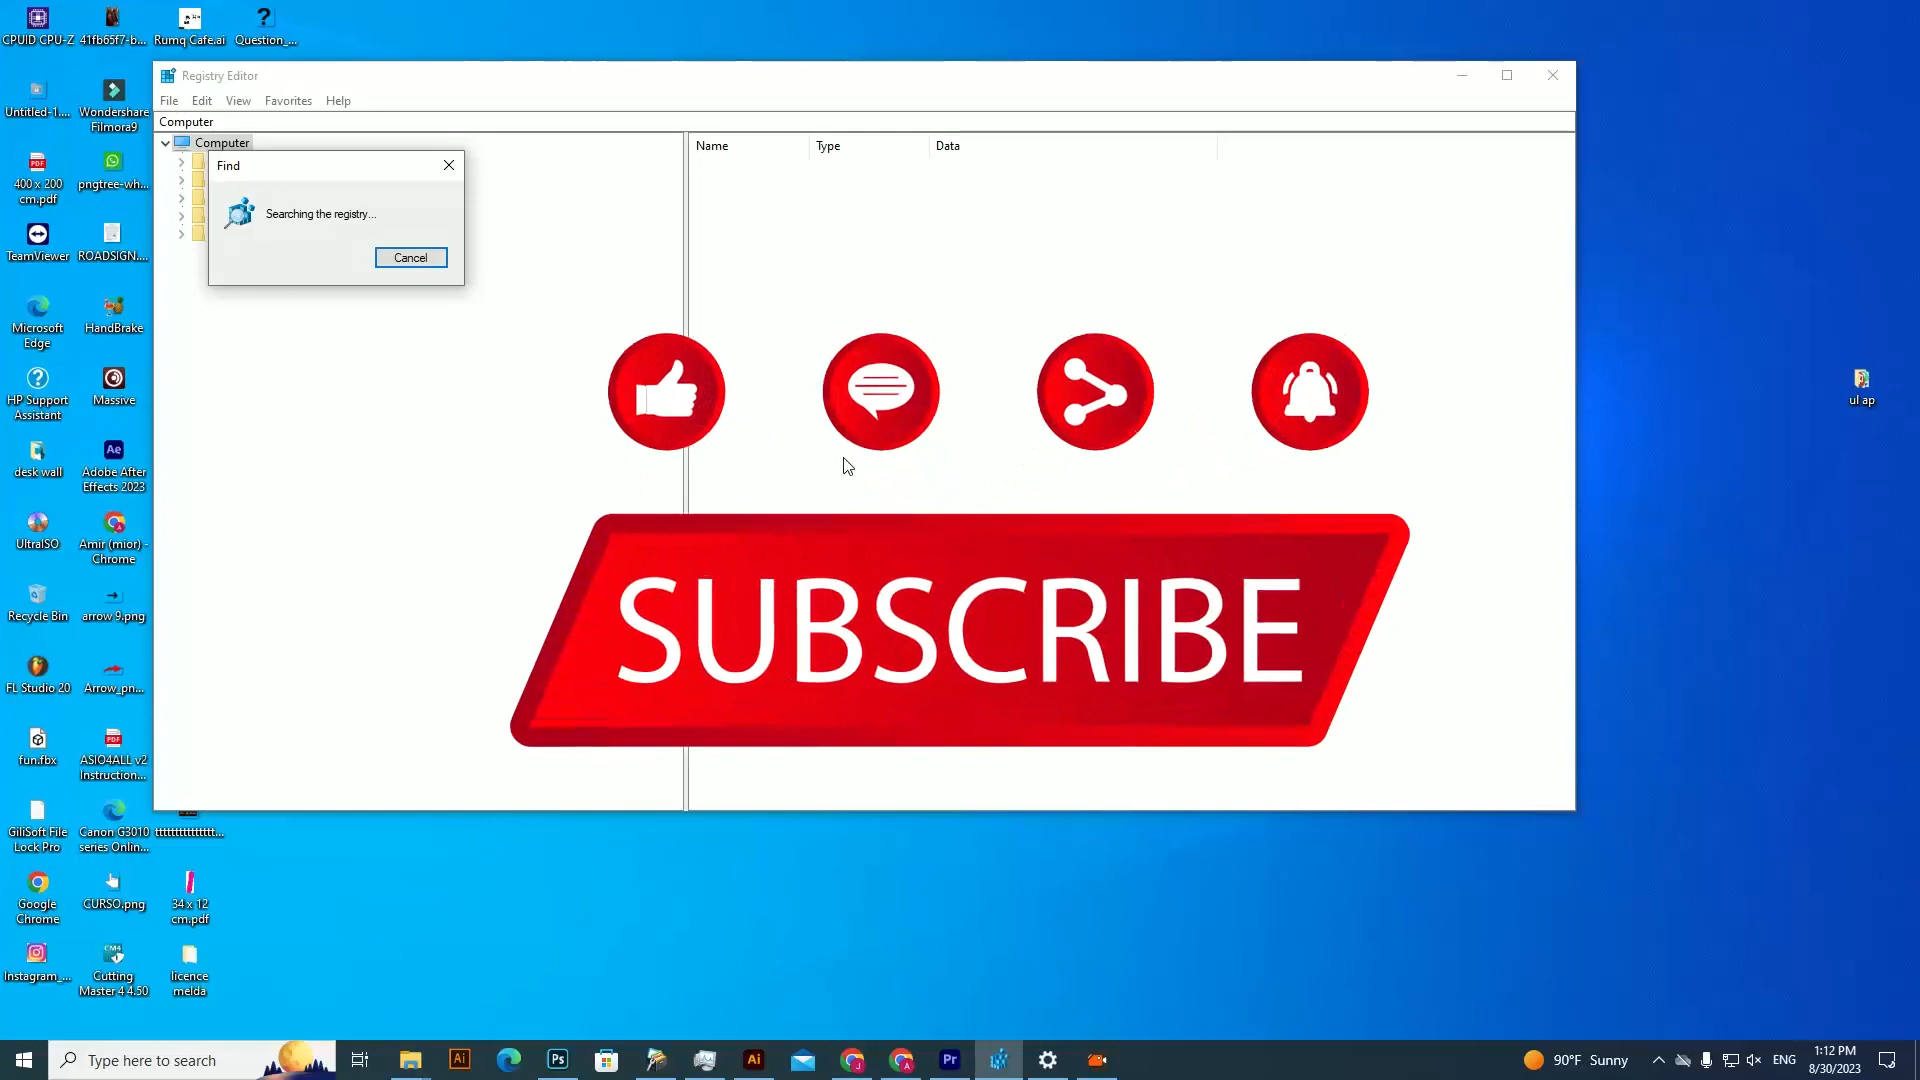 CPUID CPU-Z
41fb65f7-b...
Rumq Cafe.ai
Question_...
Registry Editor
File Edit View Favorites Help
Computer
Computer
Name Type Data
Find
Searching the registry...
Cancel
Untitled-1....
Wondershare
Filmora9
400 x 200
cm.pdf
pngtree-wh...
TeamViewer
ROADSIGN....
Microsoft
Edge
HandBrake
HP Support
Assistant
Massive
desk wall
Adobe After
Effects 2023
UltraISO
Amir (mior) -
Chrome
Recycle Bin
arrow 9.png
FL Studio 20
Arrow_pn...
fun.fbx
ASIO4ALL v2
Instruction...
GiliSoft File
Lock Pro
Canon G3010
series Onlin...
Google
Chrome
CURSO.png
34 x 12
cm.pdf
Instagram_...
Cutting
Master 4 4.50
licence
melda
ul ap
SUBSCRIBE
Type here to search
90°F Sunny
ENG
1:12 PM
8/30/2023